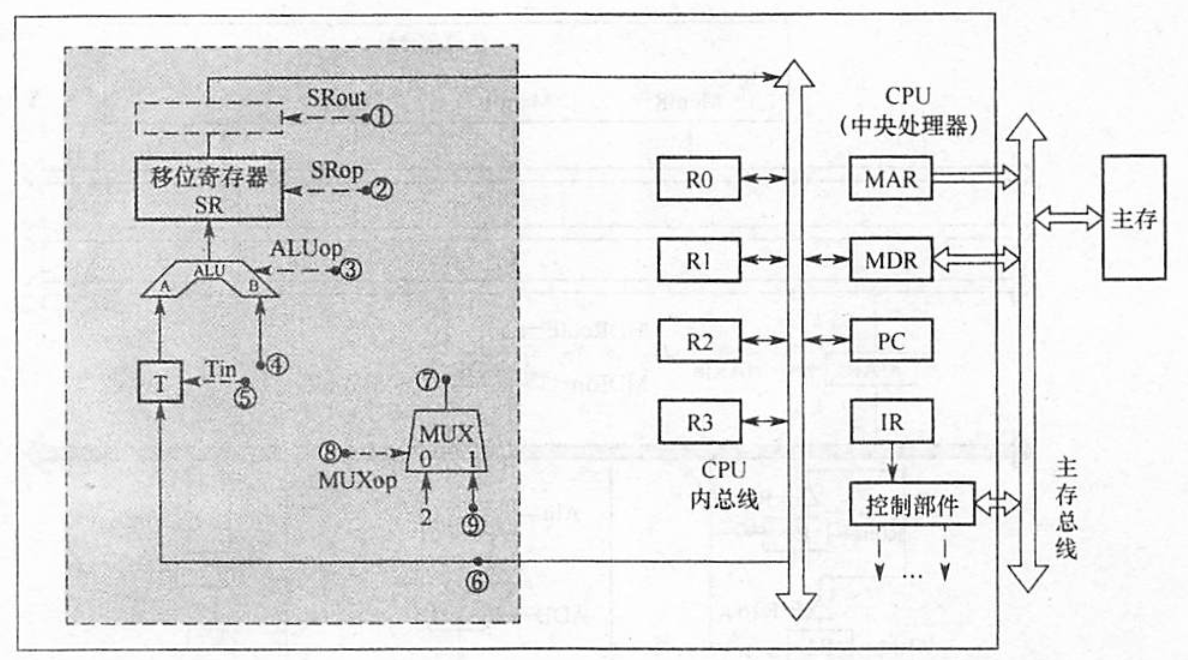 SRout
①
移位寄存器
SR
SRop
②
ALUop
③
ALU
A
B
④
T
Tin
⑤
⑦
MUX
0
1
⑧
MUXop
2
⑨
⑥
R0
R1
R2
R3
CPU
内总线
CPU
(中央处理器)
MAR
MDR
PC
IR
控制部件
...
主存总线
主存